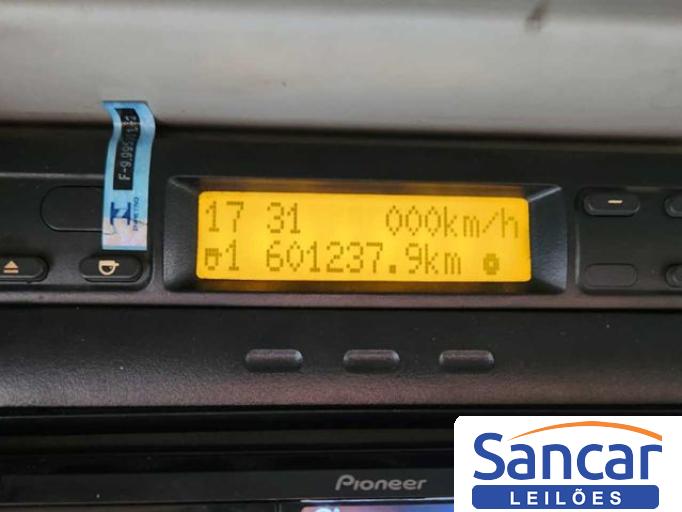 17 31 000km/h
1 601237.9km
Pioneer
Sancar
LEILÕES